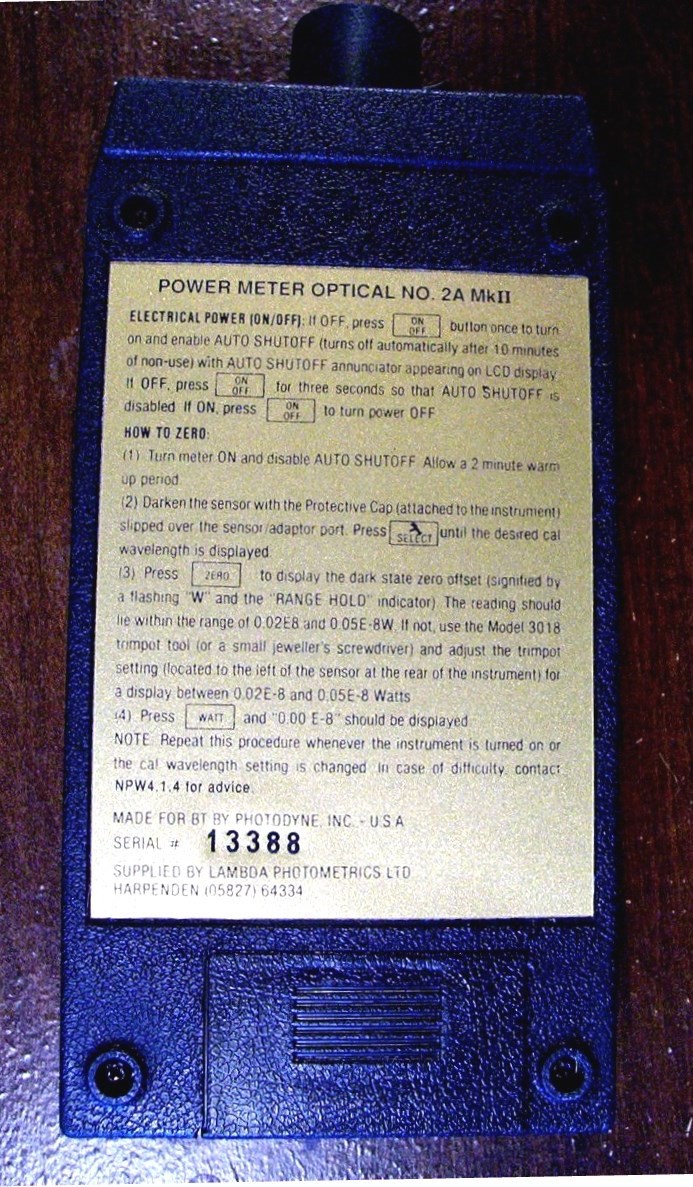 POWER METER OPTICAL NO. 2A MkII
ELECTRICAL POWER (ON/OFF): If OFF, press ON OFF button once to turn
on and enable AUTO SHUTOFF (turns off automatically after 10 minutes
of non-use) with AUTO SHUTOFF annunciator appearing on LCD display
If OFF, press ON OFF for three seconds so that AUTO SHUTOFF is
disabled If ON, press ON OFF to turn power OFF
HOW TO ZERO:
(1) Turn meter ON and disable AUTO SHUTOFF Allow a 2 minute warm
up period
(2) Darken the sensor with the Protective Cap (attached to the instrument)
slipped over the sensor/adaptor port. Press SELECT until the desired cal
wavelength is displayed
(3) Press ZERO to display the dark state zero offset (signified by
a flashing "W" and the "RANGE HOLD" indicator) The reading should
lie within the range of 0.02E8 and 0.05E-8W If not, use the Model 3018
trimpot tool (or a small jeweller's screwdriver) and adjust the trimpot
setting (located to the left of the sensor at the rear of the instrument) for
a display between 0.02E-8 and 0.05E-8 Watts
(4) Press WATT and "0.00 E-8" should be displayed
NOTE Repeat this procedure whenever the instrument is turned on or
the cal wavelength setting is changed In case of difficulty, contact
NPW4.1.4 for advice.
MADE FOR BT BY PHOTODYNE, INC. - U.S.A
SERIAL # 13388
SUPPLIED BY LAMBDA PHOTOMETRICS LTD
HARPENDEN (05827) 64334